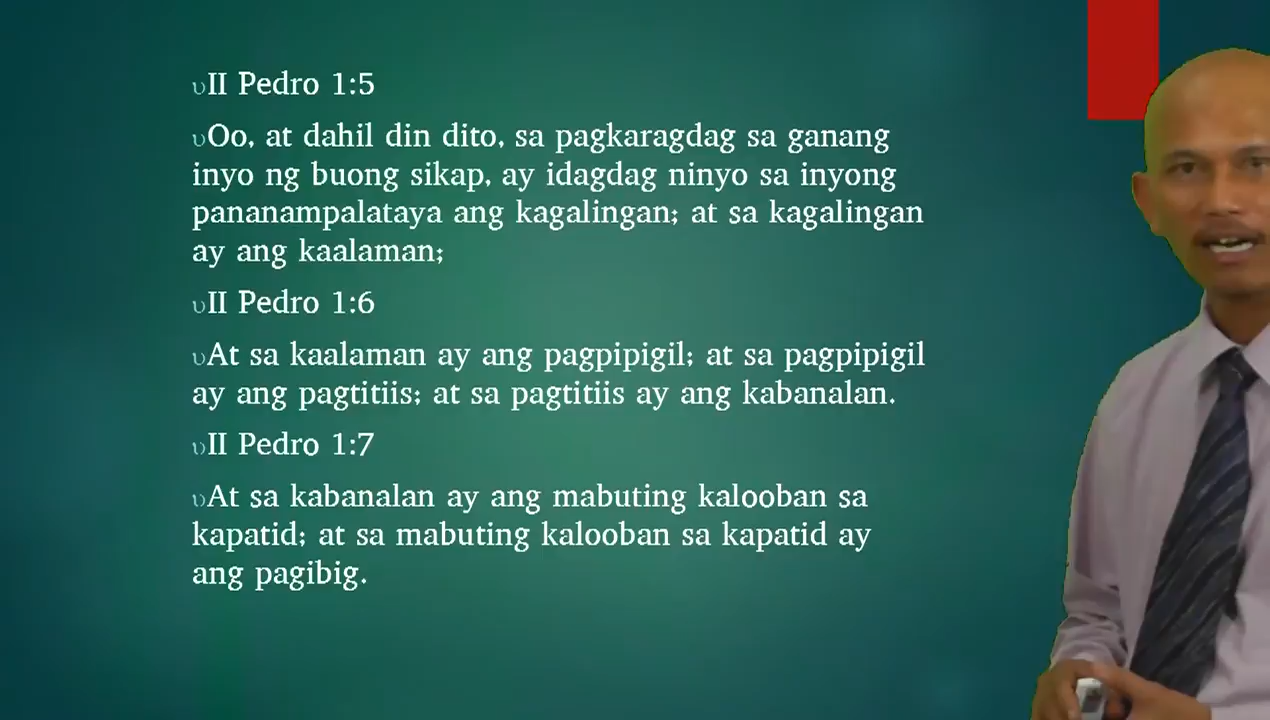 II Pedro 1:5
Oo, at dahil din dito, sa pagkaragdag sa ganang
inyo ng buong sikap, ay idagdag ninyo sa inyong
pananampalataya ang kagalingan; at sa kagalingan
ay ang kaalaman;
II Pedro 1:6
At sa kaalaman ay ang pagpipigil; at sa pagpipigil
ay ang pagtitiis; at sa pagtitiis ay ang kabanalan.
II Pedro 1:7
At sa kabanalan ay ang mabuting kalooban sa
kapatid; at sa mabuting kalooban sa kapatid ay
ang pagibig.